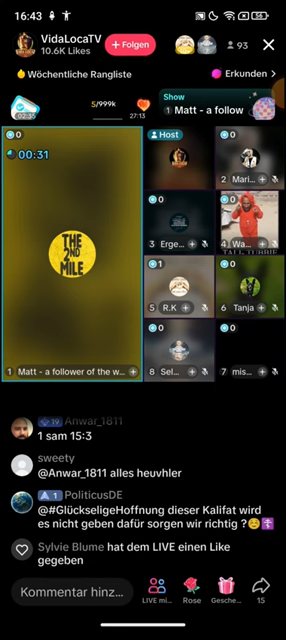 16:43
56
VidaLocaTV
10.6K Likes
+ Folgen
93
Wöchentliche Rangliste
Erkunden >
02:35
5/999k
27:13
Show
1 Matt - a follow
0
00:31
THE
2ND
MILE
1 Matt - a follower of the w...
Host
0
2 Mari...
0
3 Erge...
0
4 Wa...
1
5 R.K
0
6 Tanja
0
8 Sel...
0
7 mis...
19 Anwar_1811
1 sam 15:3
sweety
@Anwar_1811 alles heuvhler
1 PoliticusDE
@#GlückseligeHoffnung dieser Kalifat wird
es nicht geben dafür sorgen wir richtig ?
Sylvie Blume hat dem LIVE einen Like
gegeben
Kommentar hinz...
LIVE mi...
Rose
Gesche...
15